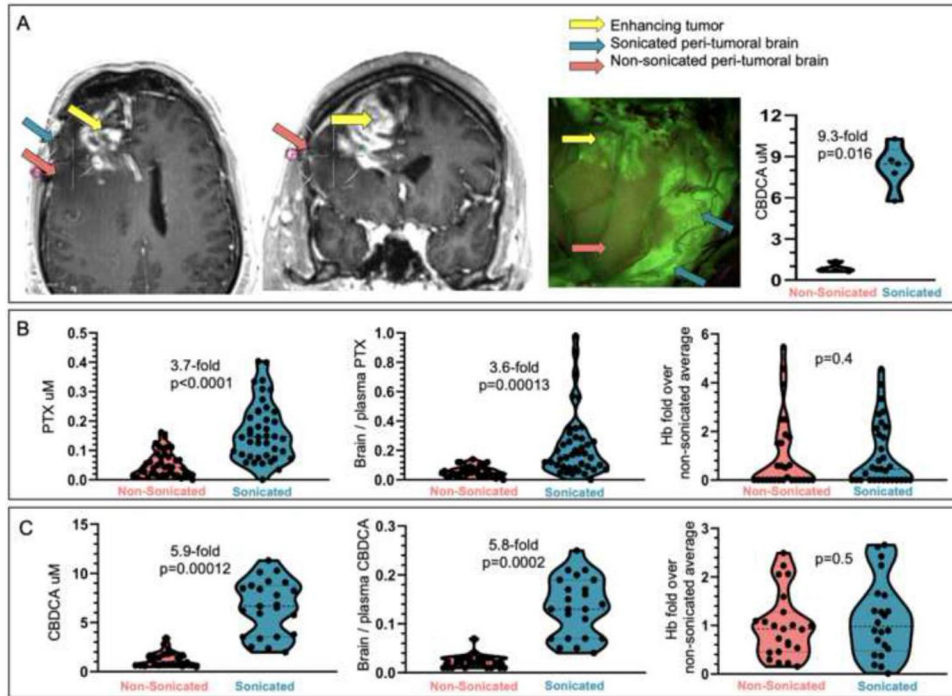 A
Enhancing tumor
Sonicated peri-tumoral brain
Non-sonicated peri-tumoral brain
CBDCA uM
12
9
6
3
0
9.3-fold
p=0.016
Non-Sonicated
Sonicated
B
PTX uM
0.5
0.4
0.3
0.2
0.1
0.0
3.7-fold
p<0.0001
Non-Sonicated
Sonicated
Brain / plasma PTX
1.0
0.8
0.6
0.4
0.2
0.0
3.6-fold
p=0.00013
Non-Sonicated
Sonicated
Hb fold over
non-sonicated average
6
4
2
0
p=0.4
Non-Sonicated
Sonicated
C
CBDCA uM
15
10
5
0
5.9-fold
p=0.00012
Non-Sonicated
Sonicated
Brain / plasma CBDCA
0.3
0.2
0.1
0.0
5.8-fold
p=0.0002
Non-Sonicated
Sonicated
Hb fold over
non-sonicated average
3
2
1
0
p=0.5
Non-Sonicated
Sonicated